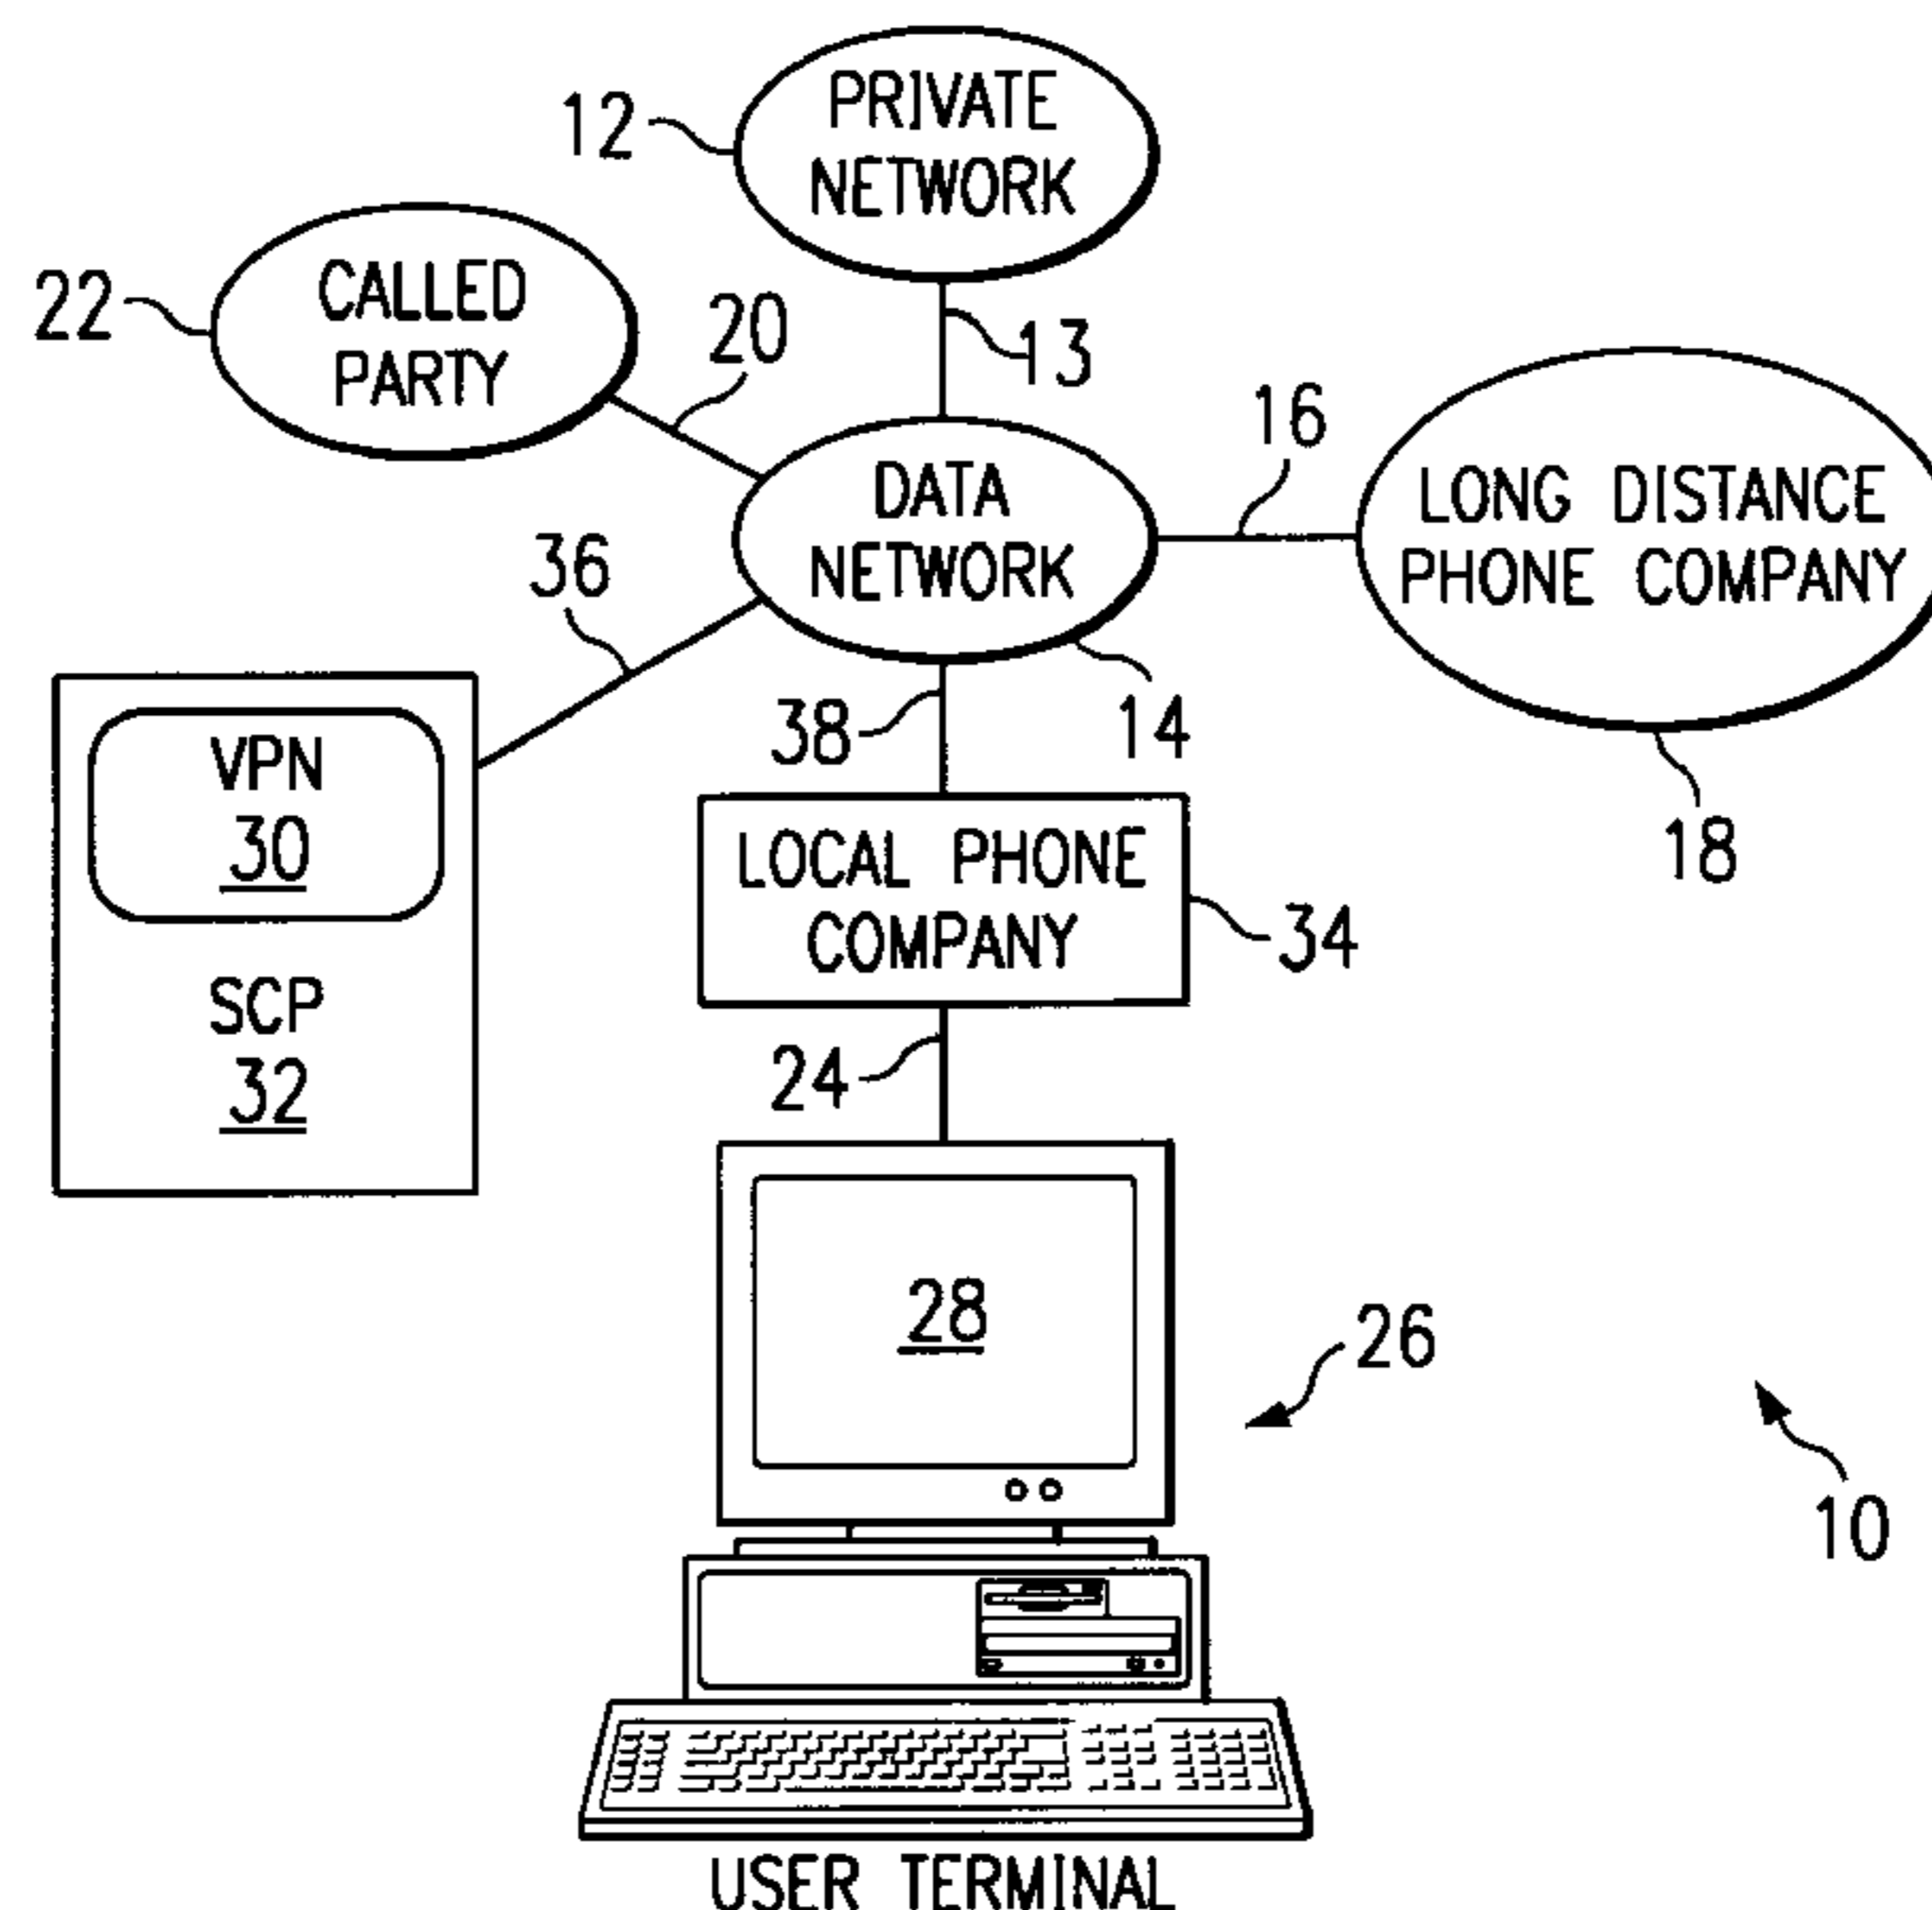 PRIVATE
NETWORK
12
CALLED
PARTY
22
20
13
16
LONG DISTANCE
PHONE COMPANY
DATA
NETWORK
36
14
38
18
VPN
30
SCP
32
LOCAL PHONE
COMPANY
34
24
28
26
10
USER TERMINAL